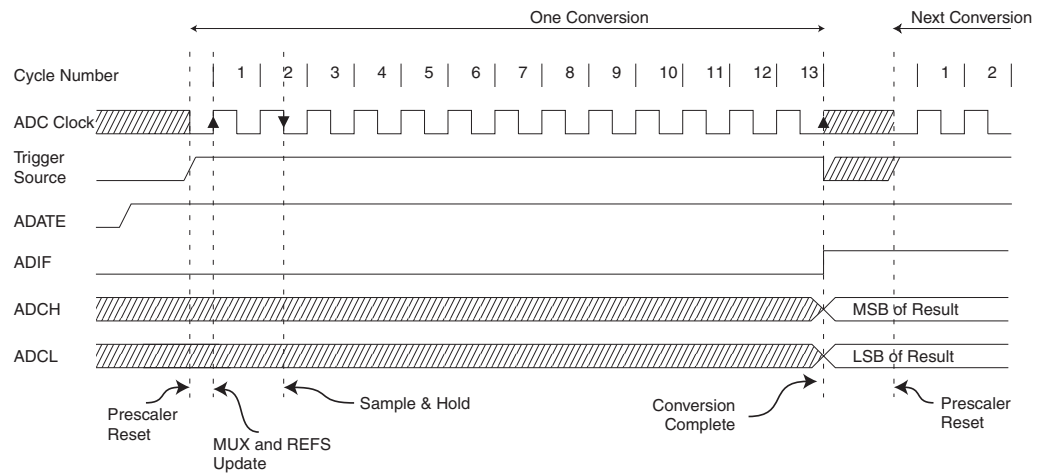 One Conversion
Next Conversion
Cycle Number
1 2 3 4 5 6 7 8 9 10 11 12 13 1 2
ADC Clock
Trigger
Source
ADATE
ADIF
ADCH
MSB of Result
ADCL
LSB of Result
Prescaler
Reset
MUX and REFS
Update
Sample & Hold
Conversion
Complete
Prescaler
Reset